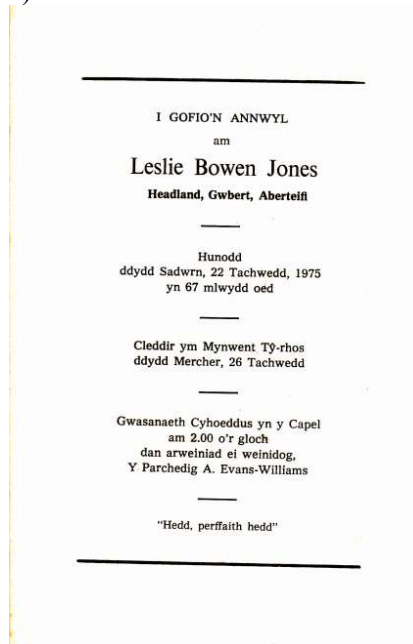 I GOFIO'N ANNWYL
am
Leslie Bowen Jones
Headland, Gwbert, Aberteifi
Hunodd
ddydd Sadwrn, 22 Tachwedd, 1975
yn 67 mlwydd oed
Cleddir ym Mynwent Tŷ-rhos
ddydd Mercher, 26 Tachwedd
Gwasanaeth Cyhoeddus yn y Capel
am 2.00 o'r gloch
dan arweiniad ei weinidog,
Y Parchedig A. Evans-Williams
"Hedd, perffaith hedd"